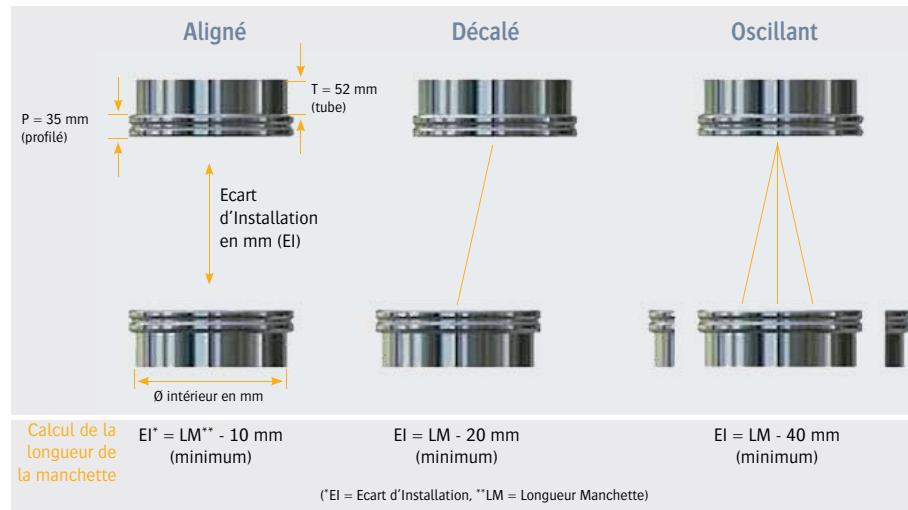 Aligné
Décalé
Oscillant
T = 52 mm
(tube)
P = 35 mm
(profilé)
Ecart
d'Installation
en mm (EI)
Ø intérieur en mm
Calcul de la
longueur de
la manchette
EI* = LM** - 10 mm
(minimum)
EI = LM - 20 mm
(minimum)
EI = LM - 40 mm
(minimum)
(*EI = Ecart d'Installation, **LM = Longueur Manchette)